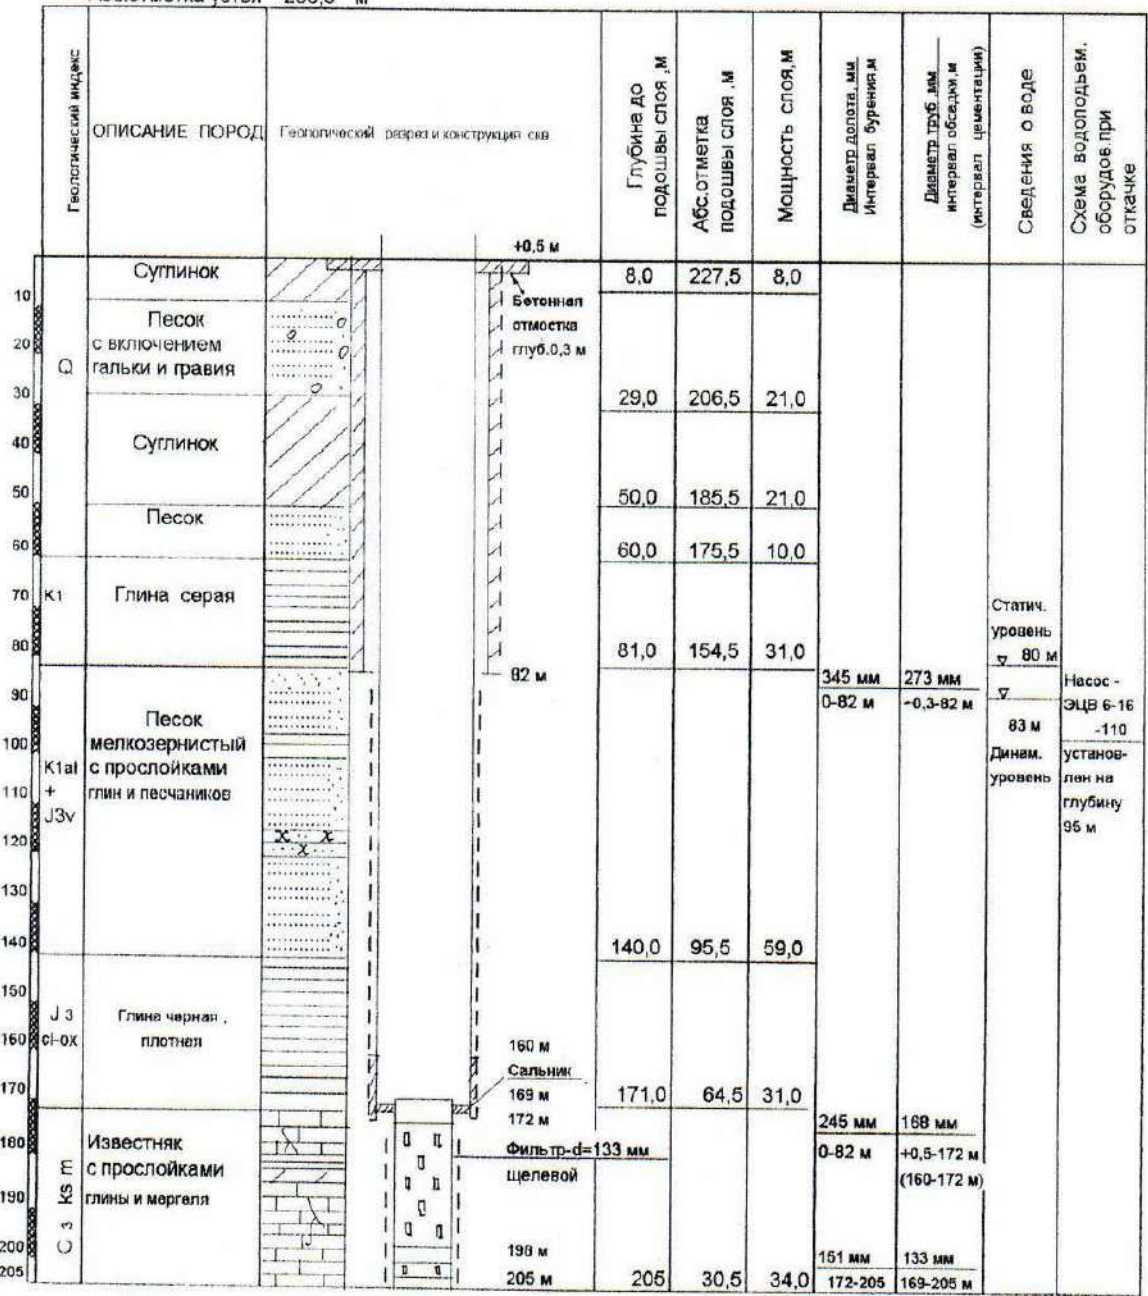 Геологический индекс
ОПИСАНИЕ ПОРОД
Геологический разрез и конструкция скв
Глубина до подошвы слоя ,м
Абс.отметка подошвы слоя ,м
Мощность слоя,м
Диаметр долота, мм
Интервал бурения,м
Диаметр труб ,мм
интервал обсадки,м
(интервал цементации)
Сведения о воде
Схема водоподъем.
оборудов.при
откачке
+0,5 м
Суглинок
8,0 227,5 8,0
10
Бетонная
отмостка
глуб.0,3 м
Песок
с включением
гальки и гравия
20
Q
30
29,0 206,5 21,0
40
Суглинок
50
50,0 185,5 21,0
Песок
60
60,0 175,5 10,0
70
К1
Глина серая
Статич.
уровень
80 м
80
81,0 154,5 31,0
82 м
345 мм
0-82 м
273 мм
-0,3-82 м
83 м
Динам.
уровень
Насос -
ЭЦВ 6-16
-110
установ-
лен на
глубину
95 м
90
Песок
мелкозернистый
с прослойками
глин и песчаников
100
K1al
+
J3v
110
120
130
140
140,0 95,5 59,0
150
J 3
cl-ox
Глина черная ,
плотная
160
160 м
Сальник
169 м
172 м
170
171,0 64,5 31,0
245 мм
0-82 м
168 мм
+0,5-172 м
(160-172 м)
180
Известняк
с прослойками
глины и мергеля
Фильтр-d=133 мм
щелевой
190
C 3 ks m
200
198 м
151 мм
133 мм
205
205 м
205 30,5 34,0
172-205
169-205 м